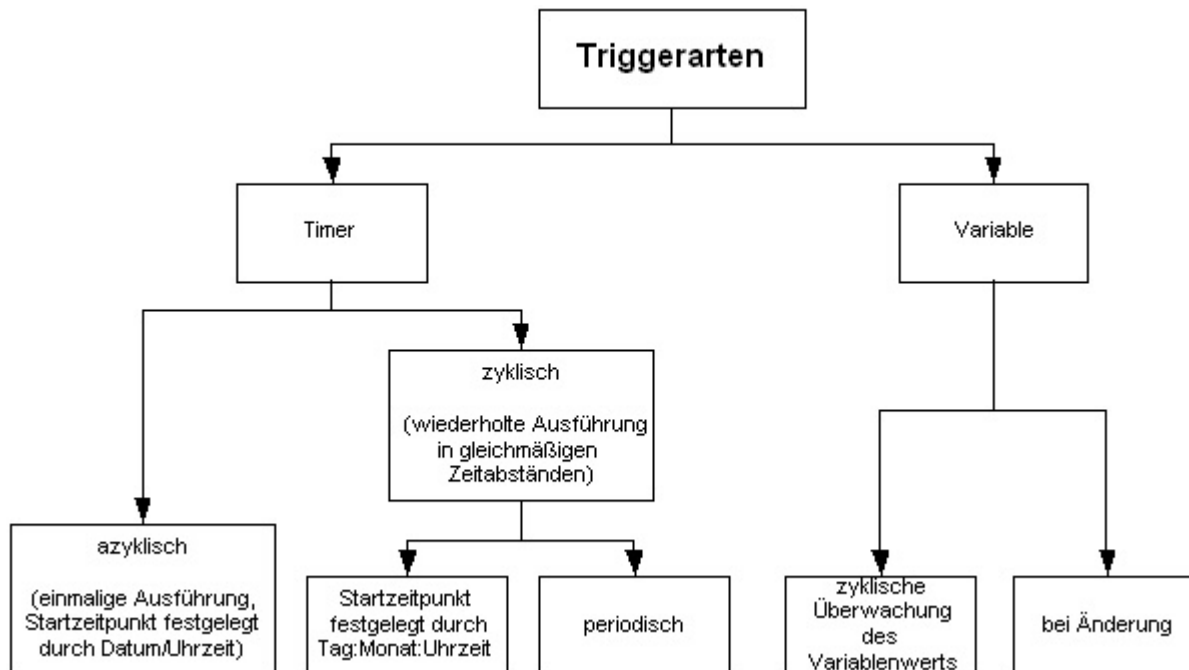 Triggerarten
Timer
Variable
zyklisch
(wiederholte Ausführung
in gleichmäßigen
Zeitabständen)
azyklisch
(einmalige Ausführung,
Startzeitpunkt festgelegt
durch Datum/Uhrzeit)
Startzeitpunkt
festgelegt durch
Tag:Monat:Uhrzeit
periodisch
zyklische
Überwachung
des
Variablenwerts
bei Änderung